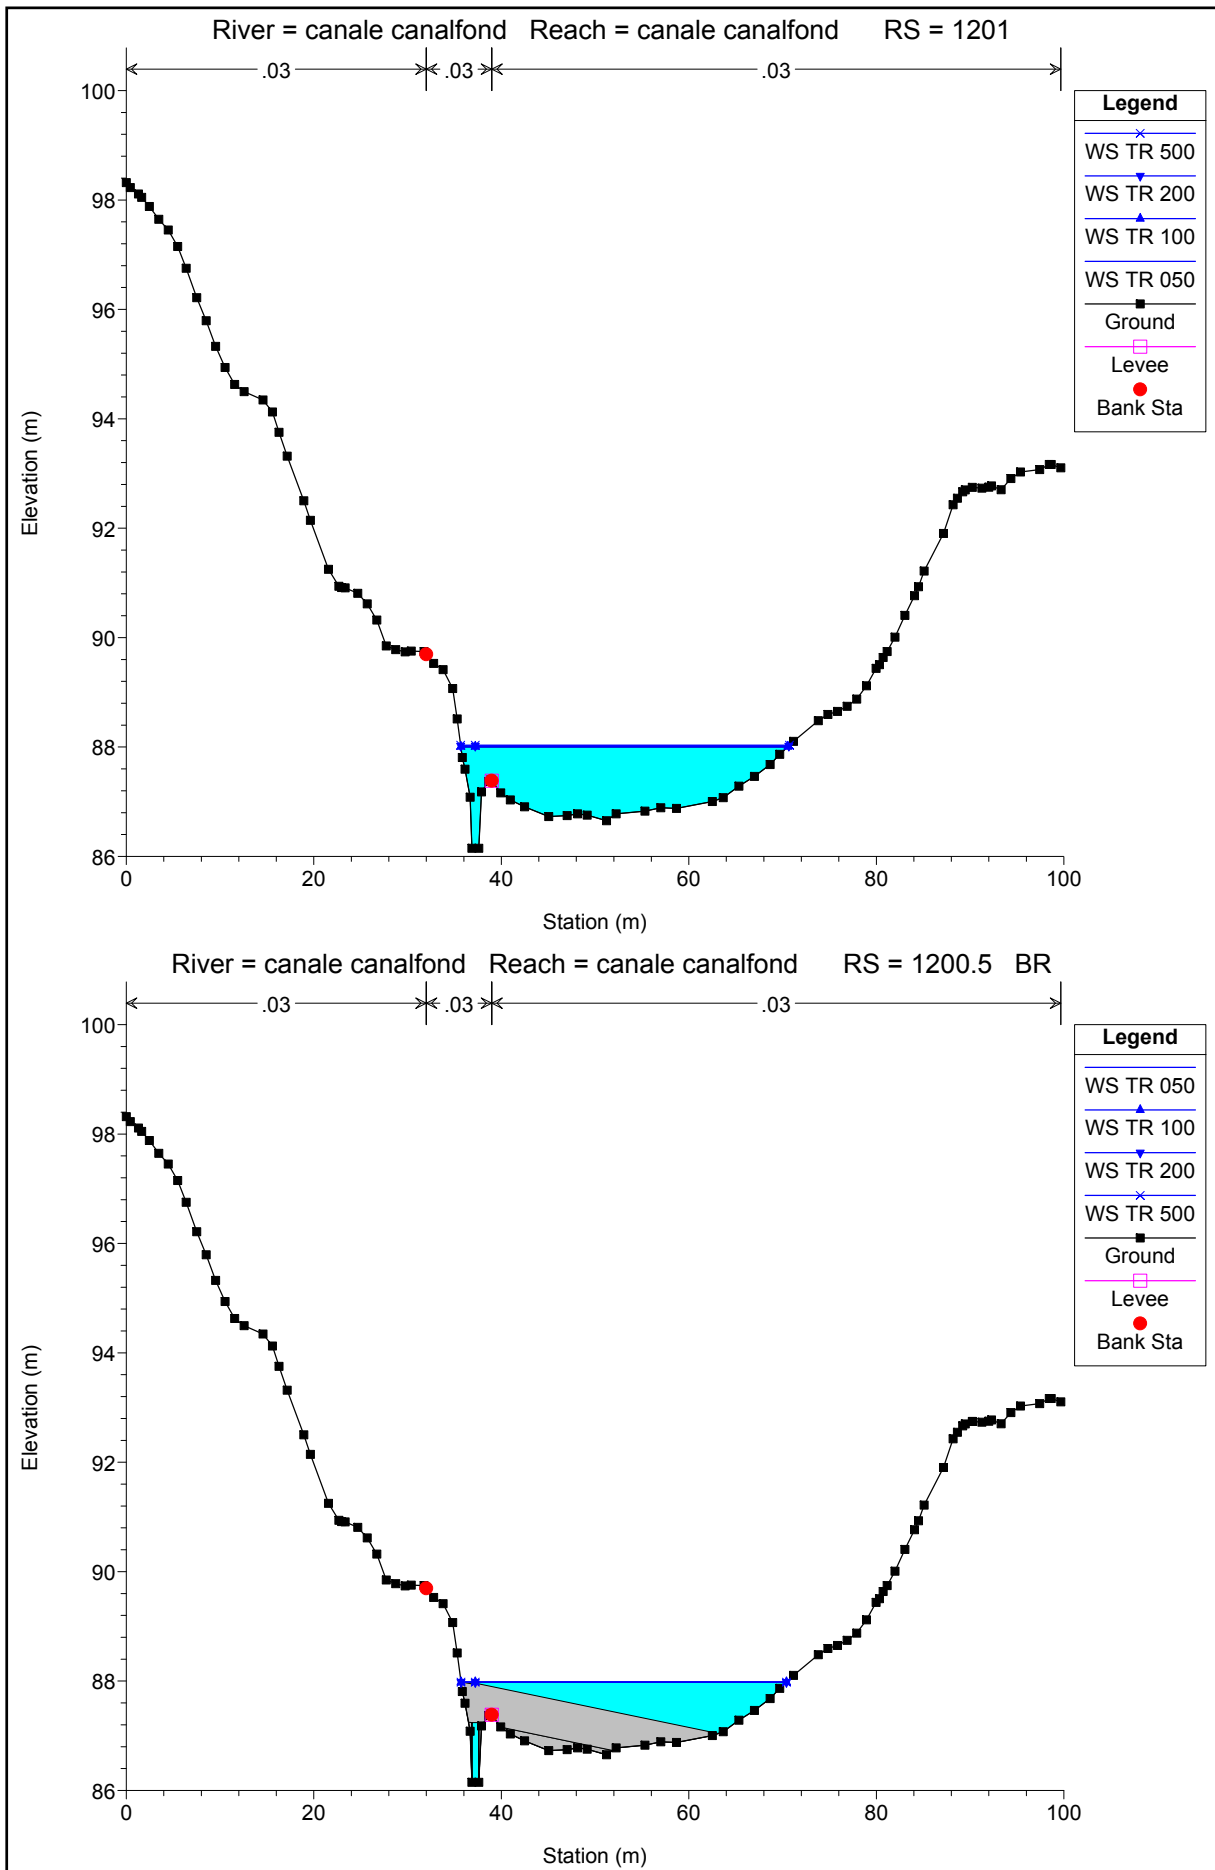 River = canale canalfond   Reach = canale canalfond      RS = 1201
.03 .03 .03
100
98
96
94
92
90
88
86
Elevation (m)
0 20 40 60 80 100
Station (m)
Legend
WS TR 500
WS TR 200
WS TR 100
WS TR 050
Ground
Levee
Bank Sta
River = canale canalfond   Reach = canale canalfond      RS = 1200.5   BR
.03 .03 .03
100
98
96
94
92
90
88
86
Elevation (m)
0 20 40 60 80 100
Station (m)
Legend
WS TR 050
WS TR 100
WS TR 200
WS TR 500
Ground
Levee
Bank Sta